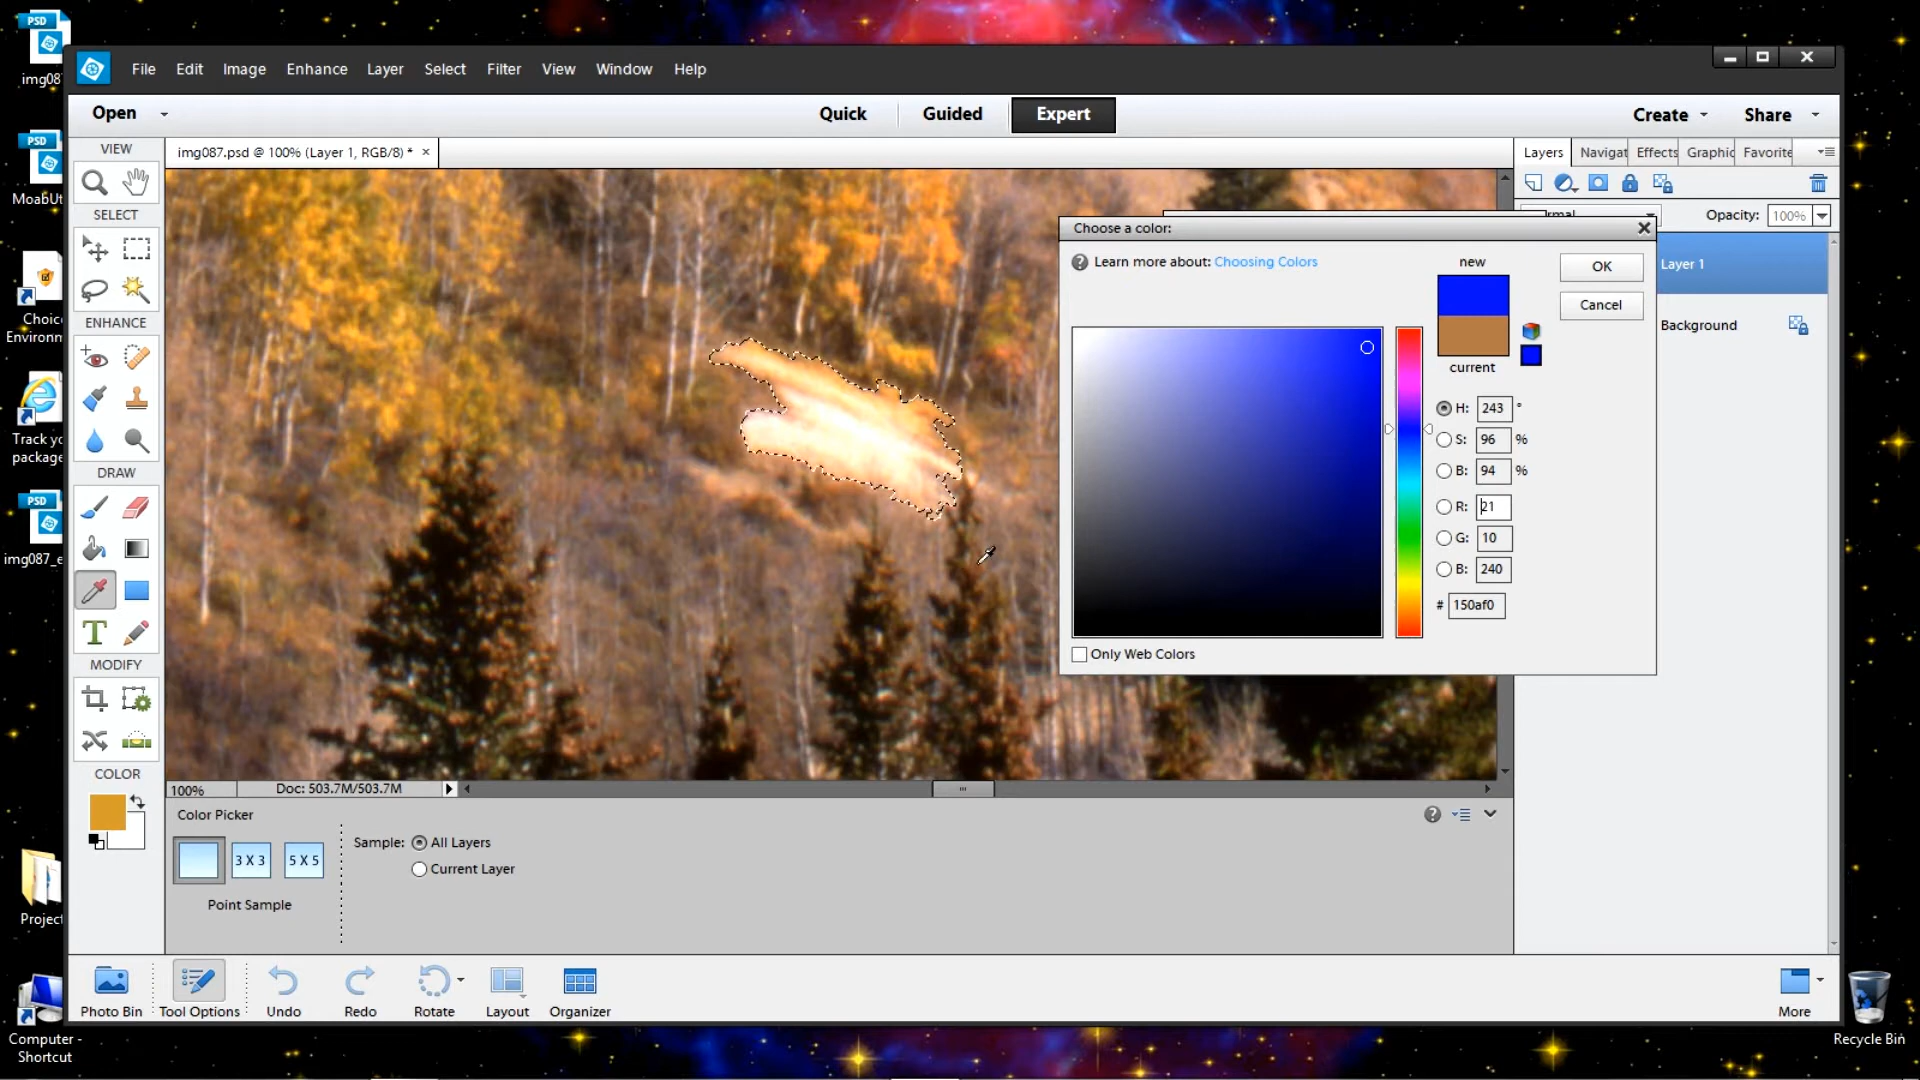 PSD
img08
PSD
MoabUt
Choic
Environm
Track yo
package
PSD
img087_e
Project
Computer -
Shortcut
File Edit Image Enhance Layer Select Filter View Window Help
Open Quick Guided Expert Create Share
VIEW
img087.psd @ 100% (Layer 1, RGB/8) * ×
Layers Navigat Effects Graphic Favorite
SELECT
ENHANCE
DRAW
T
MODIFY
COLOR
Opacity: 100%
Layer 1
Background
Choose a color:
? Learn more about: Choosing Colors
new
OK
Cancel
current
H: 243 °
S: 96 %
B: 94 %
R: 21
G: 10
B: 240
# 150af0
Only Web Colors
100% Doc: 503.7M/503.7M
Color Picker
3 X 3 5 X 5
Point Sample
Sample: All Layers
Current Layer
Photo Bin Tool Options Undo Redo Rotate Layout Organizer More
Recycle Bin